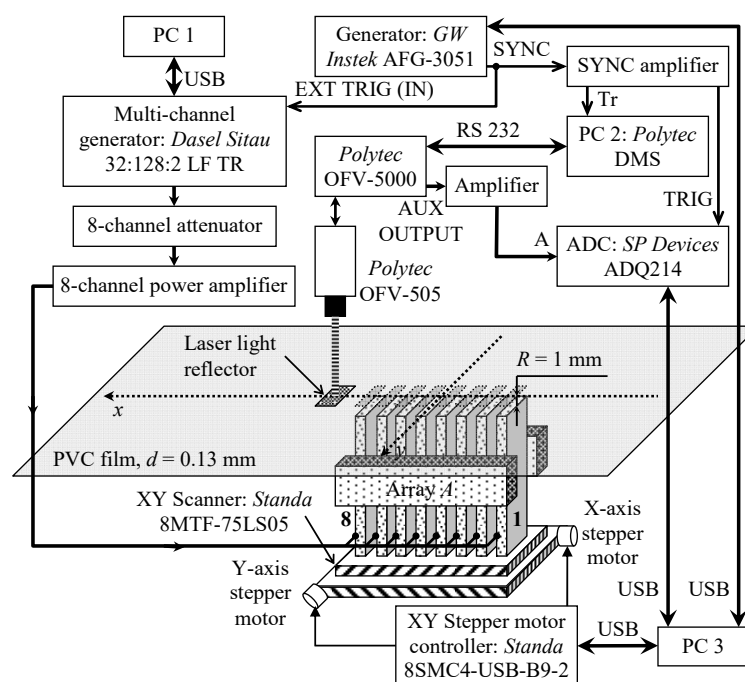 PC 1
USB
Generator: GW
Instek AFG-3051
SYNC
SYNC amplifier
EXT TRIG (IN)
Tr
Multi-channel
generator: Dasel Sitau
32:128:2 LF TR
RS 232
PC 2: Polytec
DMS
Polytec
OFV-5000
Amplifier
AUX
OUTPUT
TRIG
8-channel attenuator
A
ADC: SP Devices
ADQ214
8-channel power amplifier
Polytec
OFV-505
Laser light
reflector
R = 1 mm
x
y
PVC film, d = 0.13 mm
Array A
XY Scanner: Standa
8MTF-75LS05
8
1
X-axis
stepper
motor
Y-axis
stepper
motor
USB
USB
XY Stepper motor
controller: Standa
8SMC4-USB-B9-2
USB
PC 3